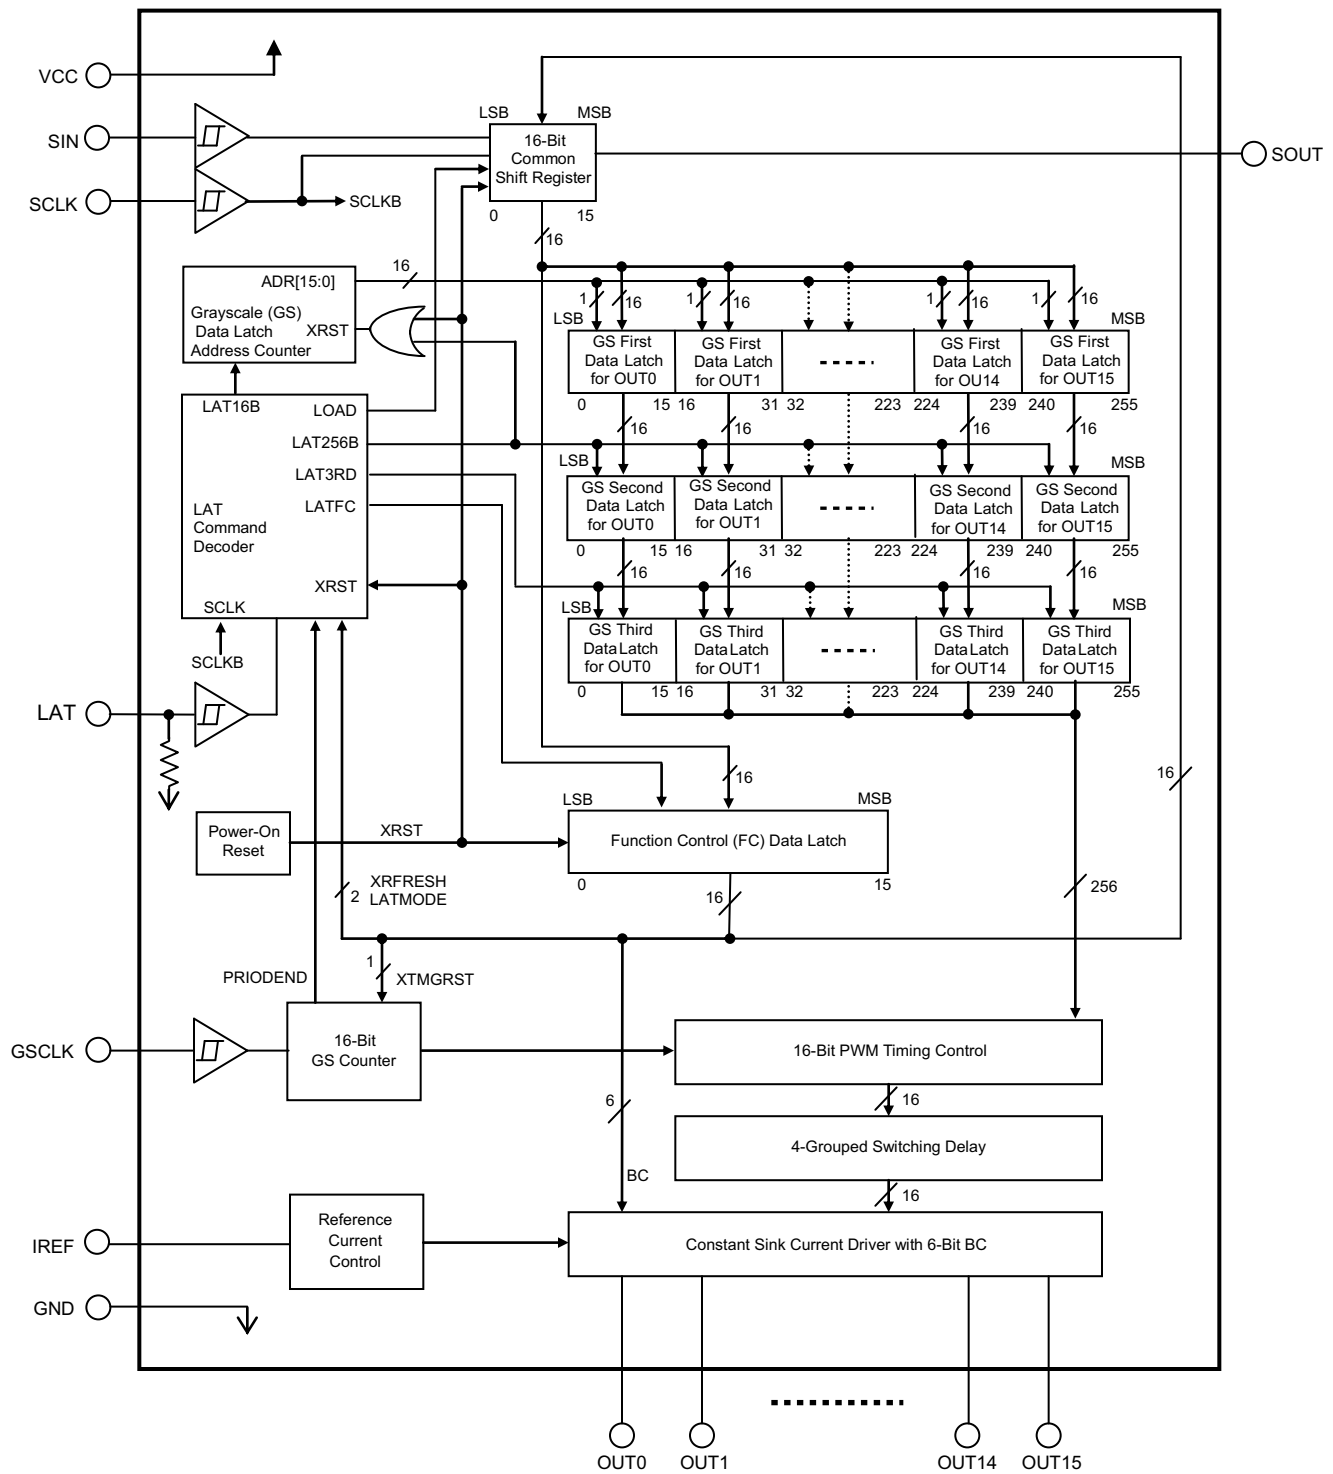 VCC
LSB MSB
SIN
16-Bit
Common
Shift Register
SOUT
SCLK
SCLKB
0 15
16
ADR[15:0]
16
Grayscale (GS)
Data Latch
Address Counter
XRST
1 16 1 16 1 16 1 16
LSB MSB
GS First
Data Latch
for OUT0
GS First
Data Latch
for OUT1
GS First
Data Latch
for OU14
GS First
Data Latch
for OUT15
0 15 16 31 32 223 224 239 240 255
LAT16B
LOAD
LAT256B
LAT3RD
LATFC
LAT
Command
Decoder
XRST
SCLK
16 16 16 16
LSB MSB
GS Second
Data Latch
for OUT0
GS Second
Data Latch
for OUT1
GS Second
Data Latch
for OUT14
GS Second
Data Latch
for OUT15
0 15 16 31 32 223 224 239 240 255
16 16 16 16
LSB MSB
GS Third
Data Latch
for OUT0
GS Third
Data Latch
for OUT1
GS Third
Data Latch
for OUT14
GS Third
Data Latch
for OUT15
0 15 16 31 32 223 224 239 240 255
SCLKB
LAT
16
16
LSB MSB
Power-On
Reset
XRST
Function Control (FC) Data Latch
0 15
2
XRFRESH
LATMODE
16
256
PRIODEND
1
XTMGRST
GSCLK
16-Bit
GS Counter
16-Bit PWM Timing Control
6
16
4-Grouped Switching Delay
BC
16
IREF
Reference
Current
Control
Constant Sink Current Driver with 6-Bit BC
GND
OUT0 OUT1 OUT14 OUT15